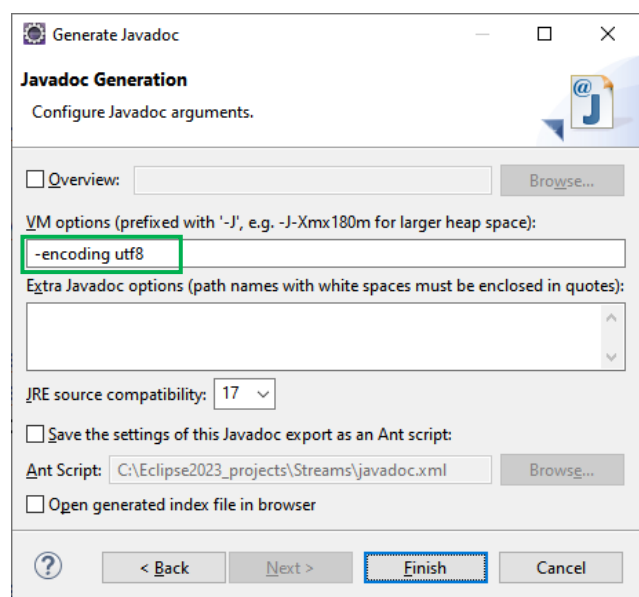 Generate Javadoc
Javadoc Generation
Configure Javadoc arguments.
@
J
Overview:
Browse...
VM options (prefixed with '-J', e.g. -J-Xmx180m for larger heap space):
-encoding utf8
Extra Javadoc options (path names with white spaces must be enclosed in quotes):
JRE source compatibility: 17
Save the settings of this Javadoc export as an Ant script:
Ant Script: C:\Eclipse2023_projects\Streams\javadoc.xml Browse...
Open generated index file in browser
? < Back Next > Finish Cancel